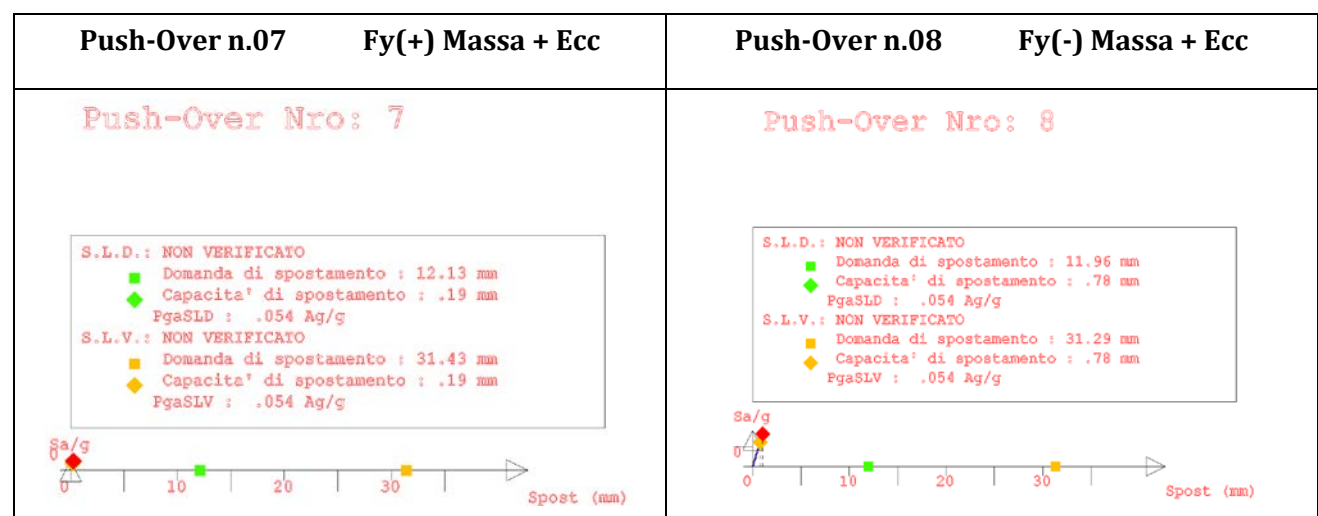 Push-Over n.07 Fy(+) Massa + Ecc
Push-Over n.08 Fy(-) Massa + Ecc
Push-Over Nro: 7
S.L.D.: NON VERIFICATO
Domanda di spostamento : 12.13 mm
Capacita' di spostamento : .19 mm
PgaSLD : .054 Ag/g
S.L.V.: NON VERIFICATO
Domanda di spostamento : 31.43 mm
Capacita' di spostamento : .19 mm
PgaSLV : .054 Ag/g
Sa/g
0
0 10 20 30
Spost (mm)
Push-Over Nro: 8
S.L.D.: NON VERIFICATO
Domanda di spostamento : 11.96 mm
Capacita' di spostamento : .78 mm
PgaSLD : .054 Ag/g
S.L.V.: NON VERIFICATO
Domanda di spostamento : 31.29 mm
Capacita' di spostamento : .78 mm
PgaSLV : .054 Ag/g
Sa/g
0
0 10 20 30
Spost (mm)